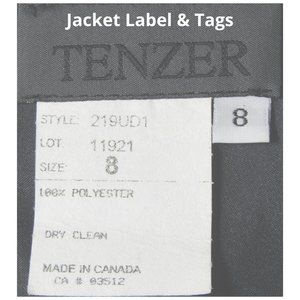 Jacket Label & Tags
TENZER
STYLE: 219UD1
8
LOT 11921
SIZE: 8
100% POLYESTER
DRY CLEAN
MADE IN CANADA
CA # 03512